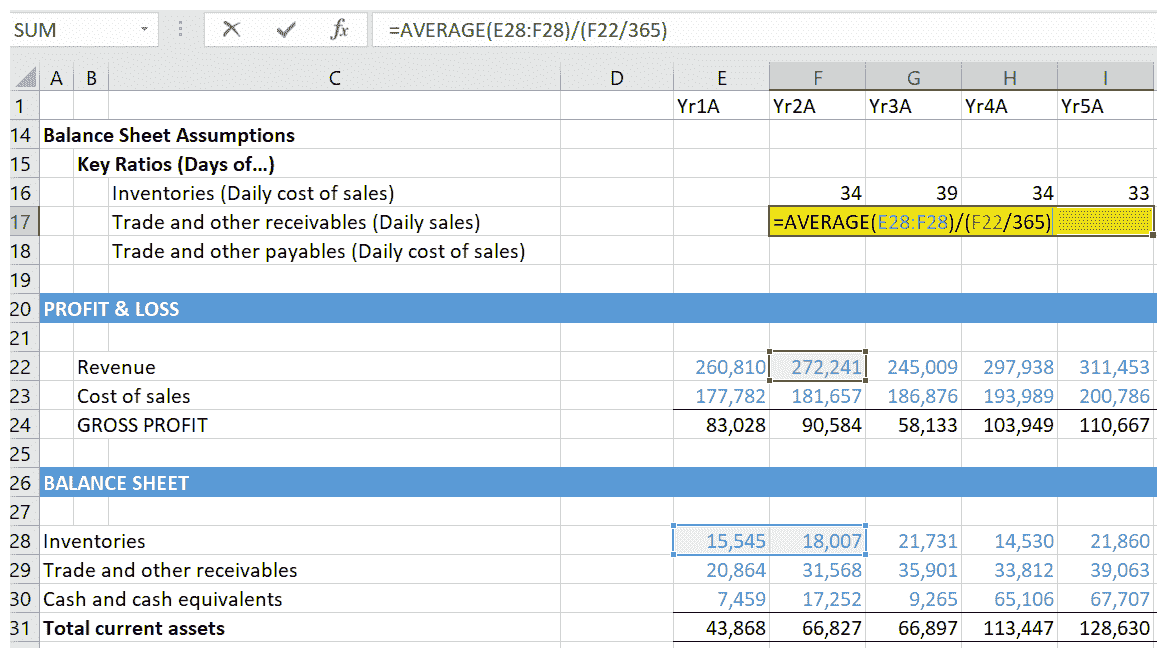 SUM =AVERAGE(E28:F28)/(F22/365)
A B C D E F G H I
1 Yr1A Yr2A Yr3A Yr4A Yr5A
14 Balance Sheet Assumptions
15 Key Ratios (Days of...)
16 Inventories (Daily cost of sales) 34 39 34 33
17 Trade and other receivables (Daily sales) =AVERAGE(E28:F28)/(F22/365)
18 Trade and other payables (Daily cost of sales)
19
20 PROFIT & LOSS
21
22 Revenue 260,810 272,241 245,009 297,938 311,453
23 Cost of sales 177,782 181,657 186,876 193,989 200,786
24 GROSS PROFIT 83,028 90,584 58,133 103,949 110,667
25
26 BALANCE SHEET
27
28 Inventories 15,545 18,007 21,731 14,530 21,860
29 Trade and other receivables 20,864 31,568 35,901 33,812 39,063
30 Cash and cash equivalents 7,459 17,252 9,265 65,106 67,707
31 Total current assets 43,868 66,827 66,897 113,447 128,630